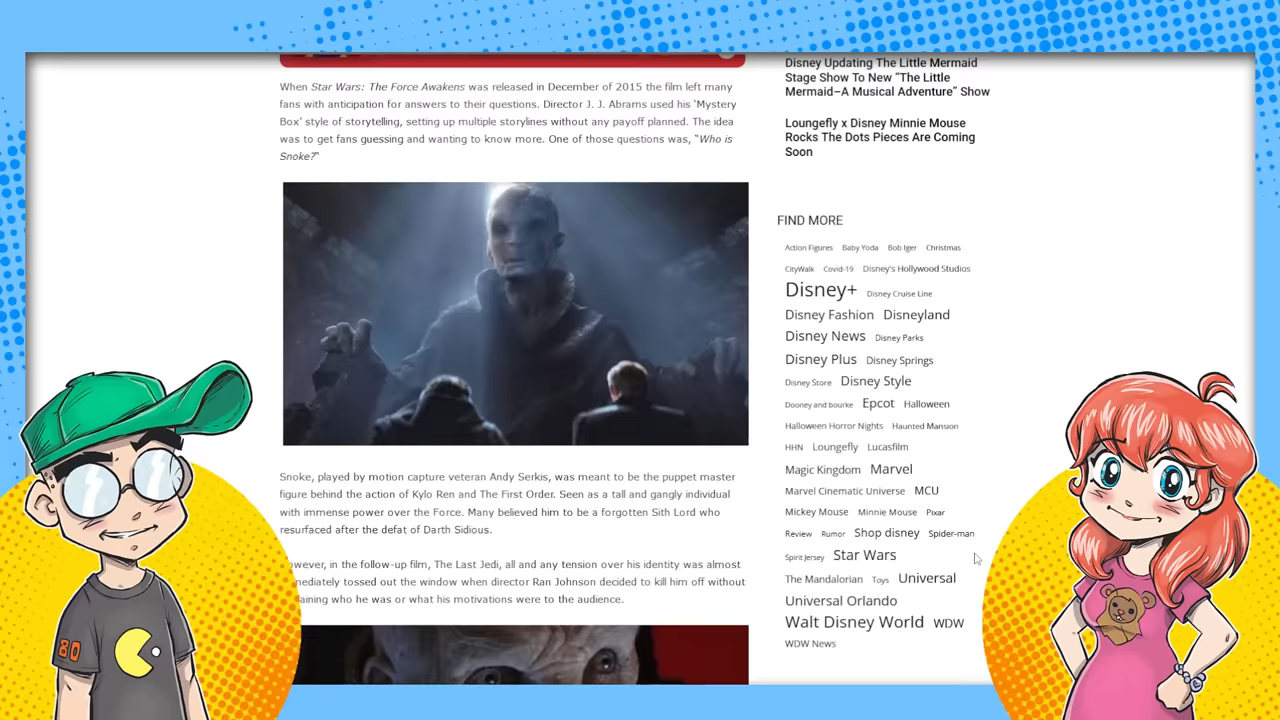 When Star Wars: The Force Awakens was released in December of 2015 the film left many
fans with anticipation for answers to their questions. Director J. J. Abrams used his ‘Mystery
Box’ style of storytelling, setting up multiple storylines without any payoff planned. The idea
was to get fans guessing and wanting to know more. One of those questions was, “Who is
Snoke?”
Snoke, played by motion capture veteran Andy Serkis, was meant to be the puppet master
figure behind the action of Kylo Ren and The First Order. Seen as a tall and gangly individual
with immense power over the Force. Many believed him to be a forgotten Sith Lord who
resurfaced after the defat of Darth Sidious.
in the follow-up film, The Last Jedi, all and any tension over his identity was almost
tossed out the window when director Ran Johnson decided to kill him off without
who he was or what his motivations were to the audience.
Disney Updating The Little Mermaid
Stage Show To New “The Little
Mermaid–A Musical Adventure” Show
Loungefly x Disney Minnie Mouse
Rocks The Dots Pieces Are Coming
Soon
FIND MORE
Action Figures Baby Yoda Bob Iger Christmas
CityWalk Covid-19 Disney's Hollywood Studios
Disney+ Disney Cruise Line
Disney Fashion Disneyland
Disney News Disney Parks
Disney Plus Disney Springs
Disney Store Disney Style
Dooney and bourke Epcot Halloween
Halloween Horror Nights Haunted Mansion
HHN Loungefly Lucasfilm
Magic Kingdom Marvel
Marvel Cinematic Universe MCU
Mickey Mouse Minnie Mouse Pixar
Review Rumor Shop disney Spider-man
Spirit Jersey Star Wars
The Mandalorian Toys Universal
Universal Orlando
Walt Disney World WDW
WDW News
80